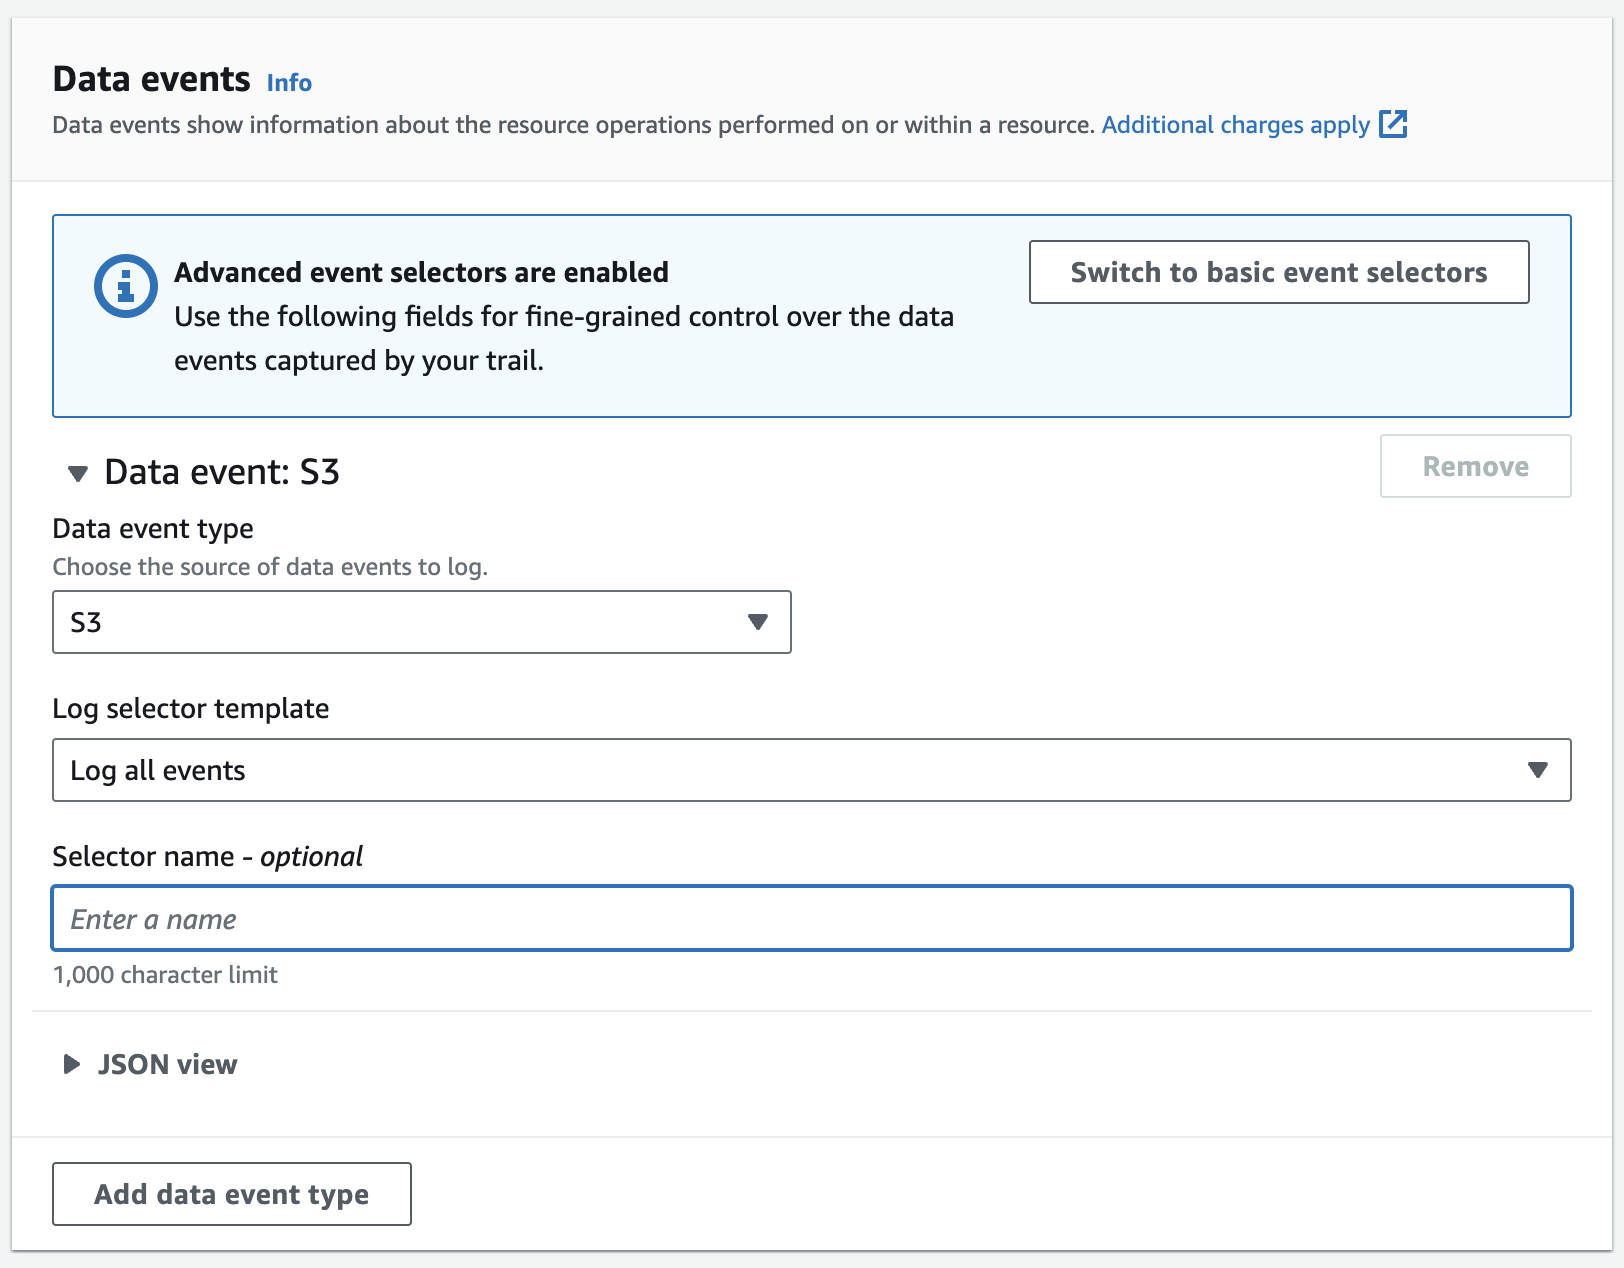 Data events Info
Data events show information about the resource operations performed on or within a resource. Additional charges apply
Advanced event selectors are enabled
Switch to basic event selectors
Use the following fields for fine-grained control over the data
events captured by your trail.
Data event: S3
Remove
Data event type
Choose the source of data events to log.
S3
Log selector template
Log all events
Selector name - optional
Enter a name
1,000 character limit
JSON view
Add data event type